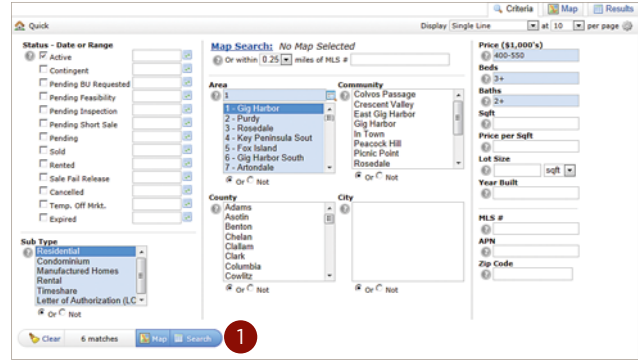 Criteria Map Results
Quick Display Single Line at 10 per page
Status - Date or Range
Active
Contingent
Pending BU Requested
Pending Feasibility
Pending Inspection
Pending Short Sale
Pending
Sold
Rented
Sale Fail Release
Cancelled
Temp. Off Mrkt.
Expired
Sub Type
Residential
Condominium
Manufactured Homes
Rental
Timeshare
Letter of Authorization (LC
Or Not
Map Search: No Map Selected
Or within 0.25 miles of MLS #
Area
1
1 - Gig Harbor
2 - Purdy
3 - Rosedale
4 - Key Peninsula Sout
5 - Fox Island
6 - Gig Harbor South
7 - Artondale
Or Not
Community
Colvos Passage
Crescent Valley
East Gig Harbor
Gig Harbor
In Town
Peacock Hill
Picnic Point
Rosedale
Or Not
County
Adams
Asotin
Benton
Chelan
Clallam
Clark
Columbia
Cowlitz
Or Not
City
Or Not
Price ($1,000's)
400-550
Beds
3+
Baths
2+
Sqft
Price per Sqft
Lot Size
sqft
Year Built
MLS #
APN
Zip Code
Clear 6 matches Map Search 1